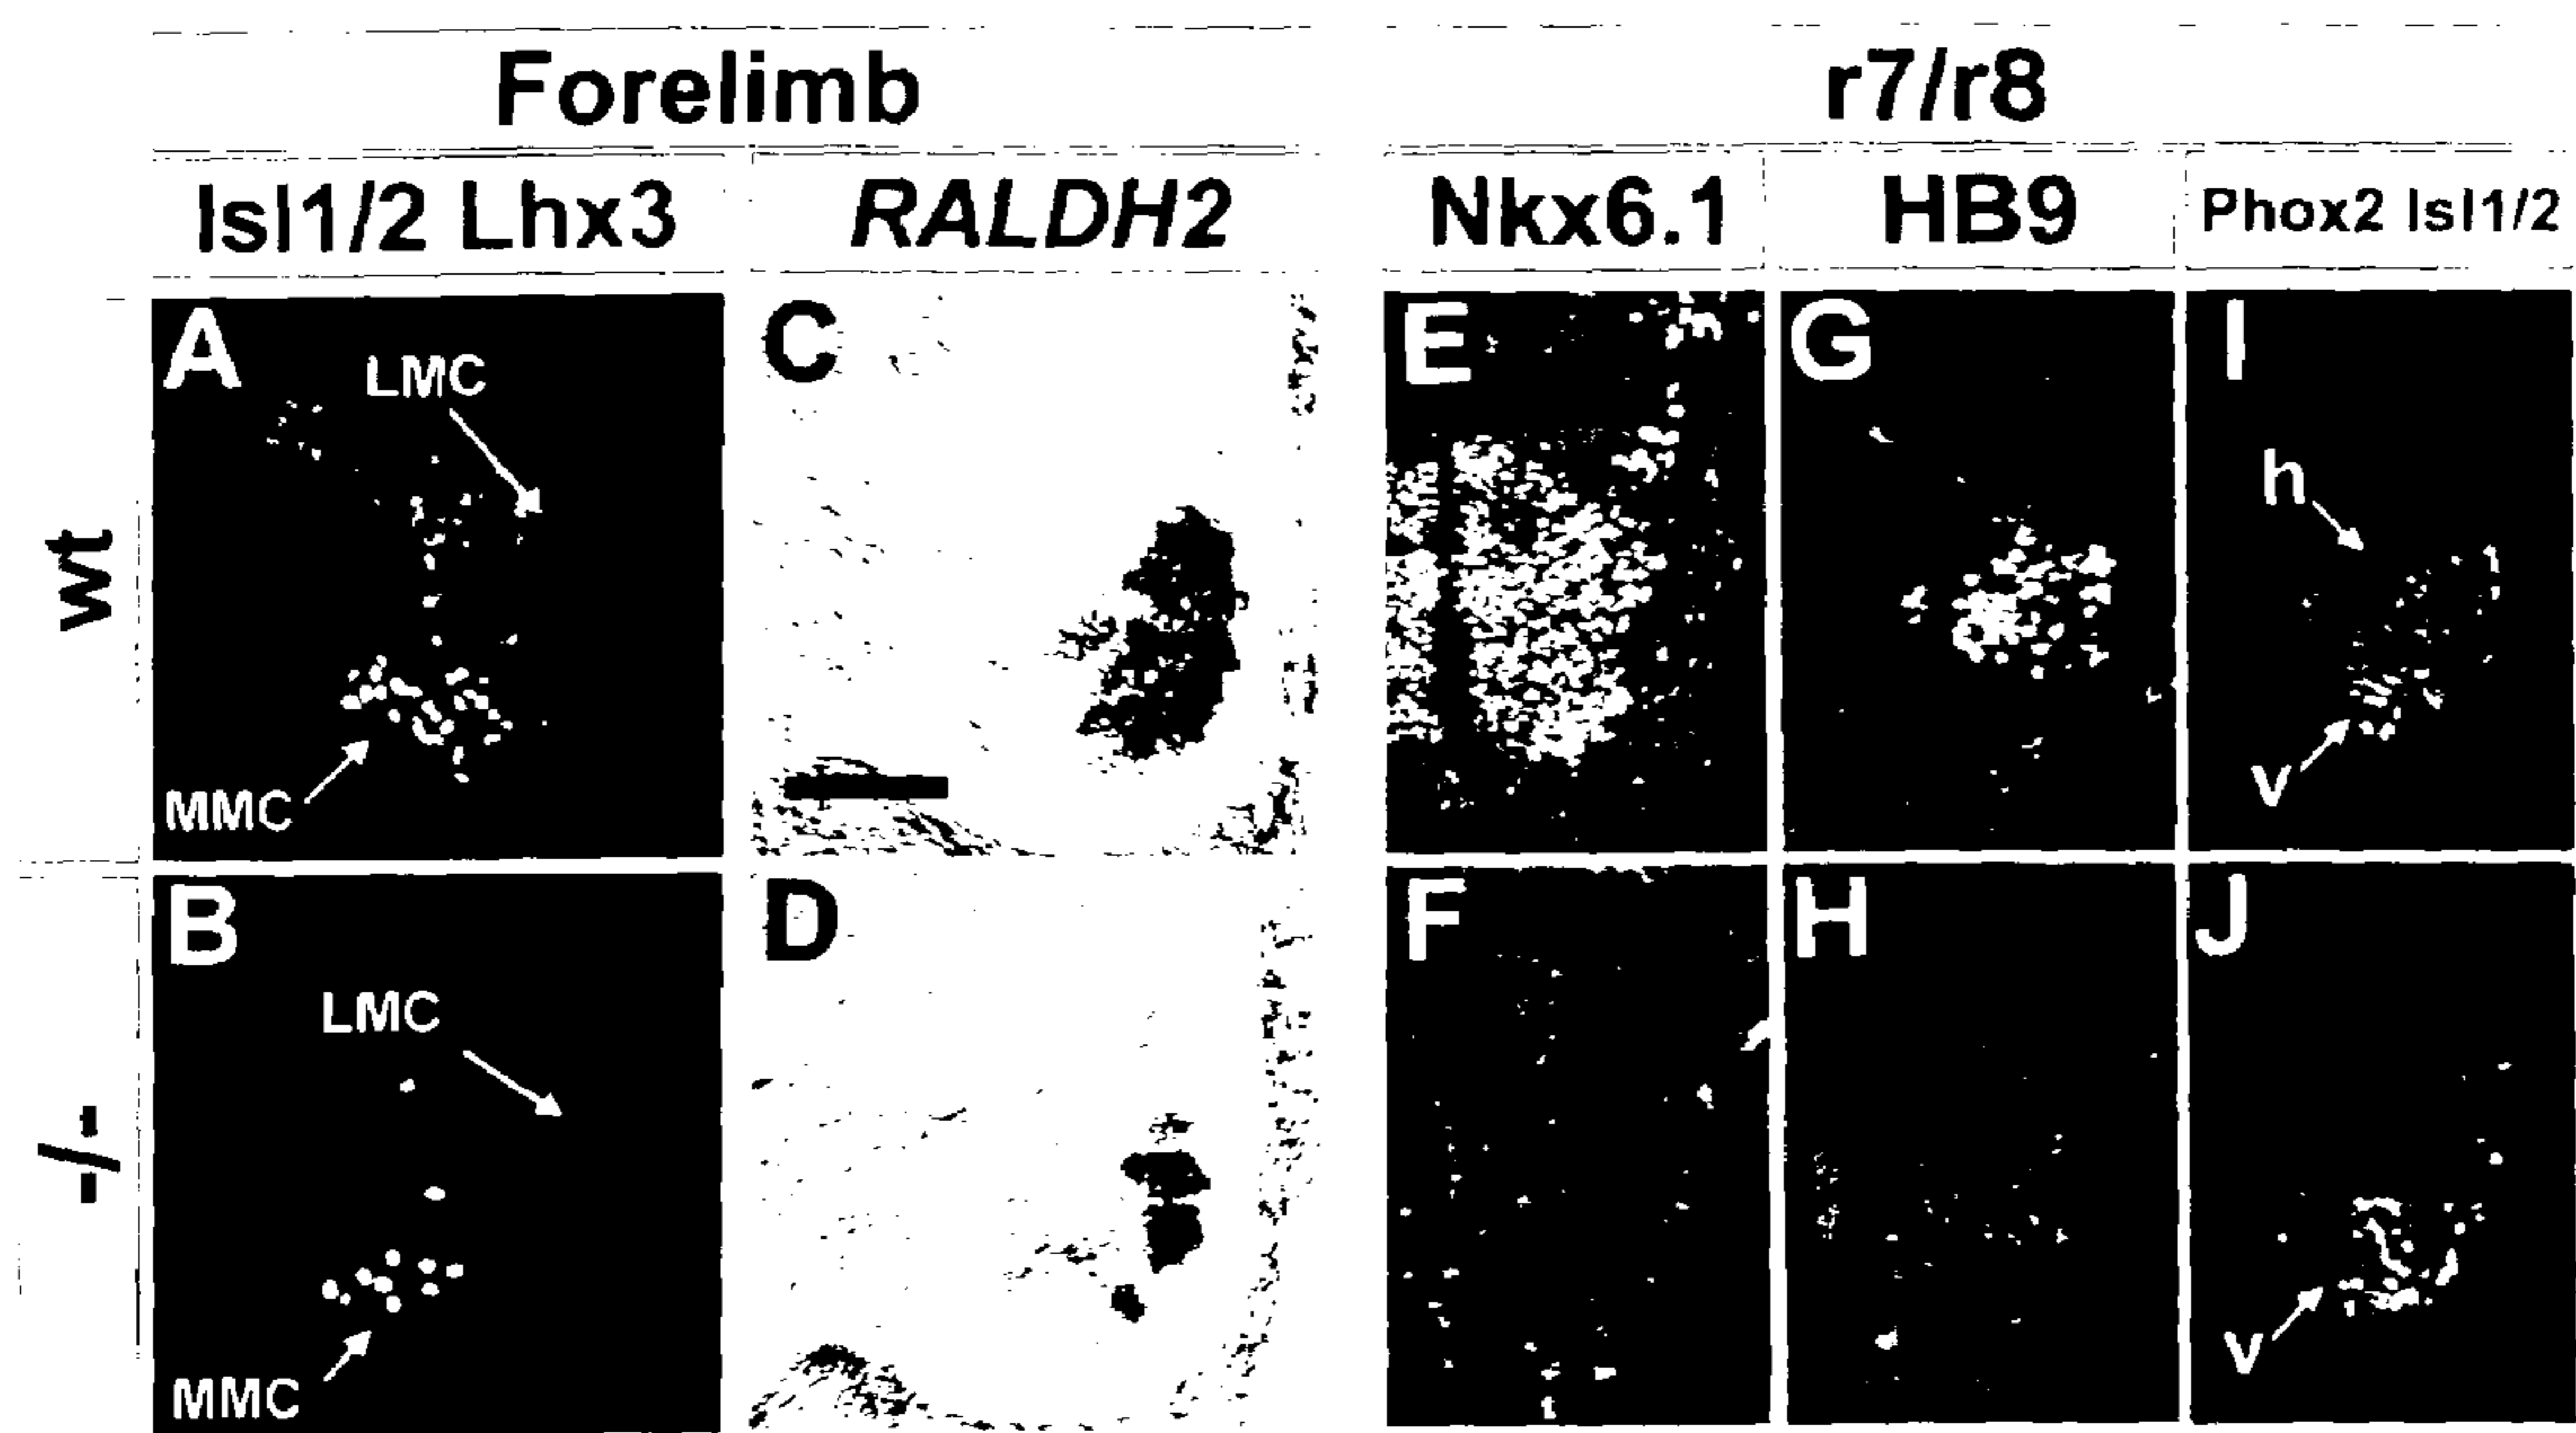 Forelimb r7/r8
Isl1/2 Lhx3 RALDH2 Nkx6.1 HB9 Phox2 Isl1/2
wt
A LMC MMC
C
E
G
I h v
-/-
B LMC MMC
D
F
H
J v